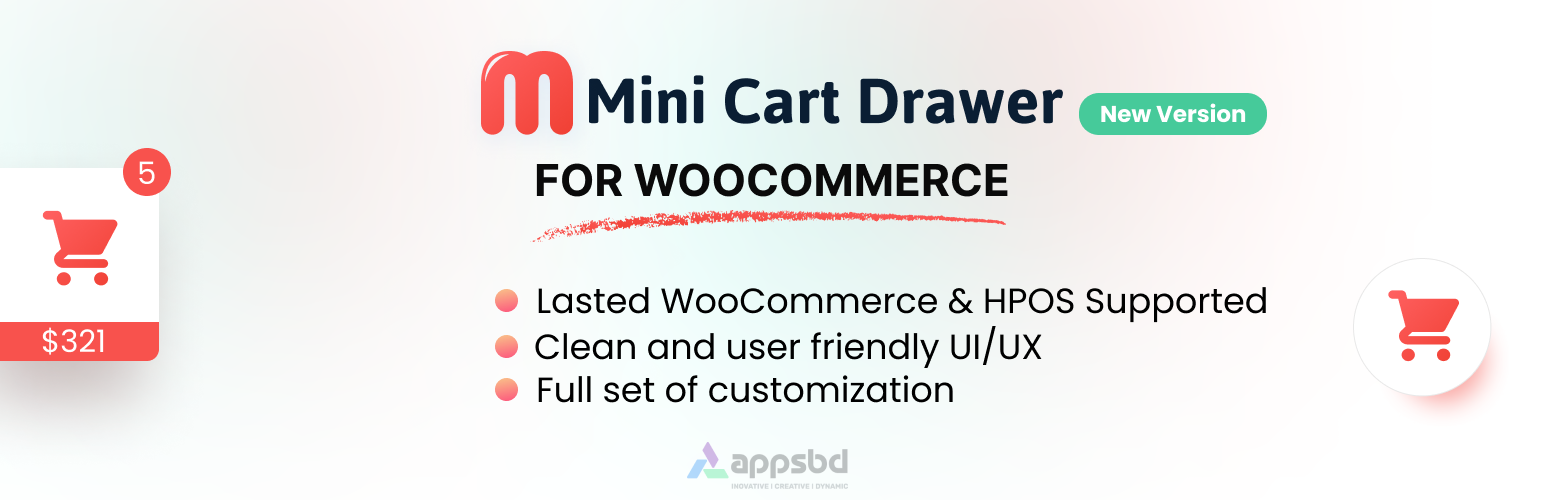 Mini Cart Drawer
New Version
FOR WOOCOMMERCE
5
$321
Lasted WooCommerce & HPOS Supported
Clean and user friendly UI/UX
Full set of customization
appsbd
INOVATIVE | CREATIVE | DYNAMIC